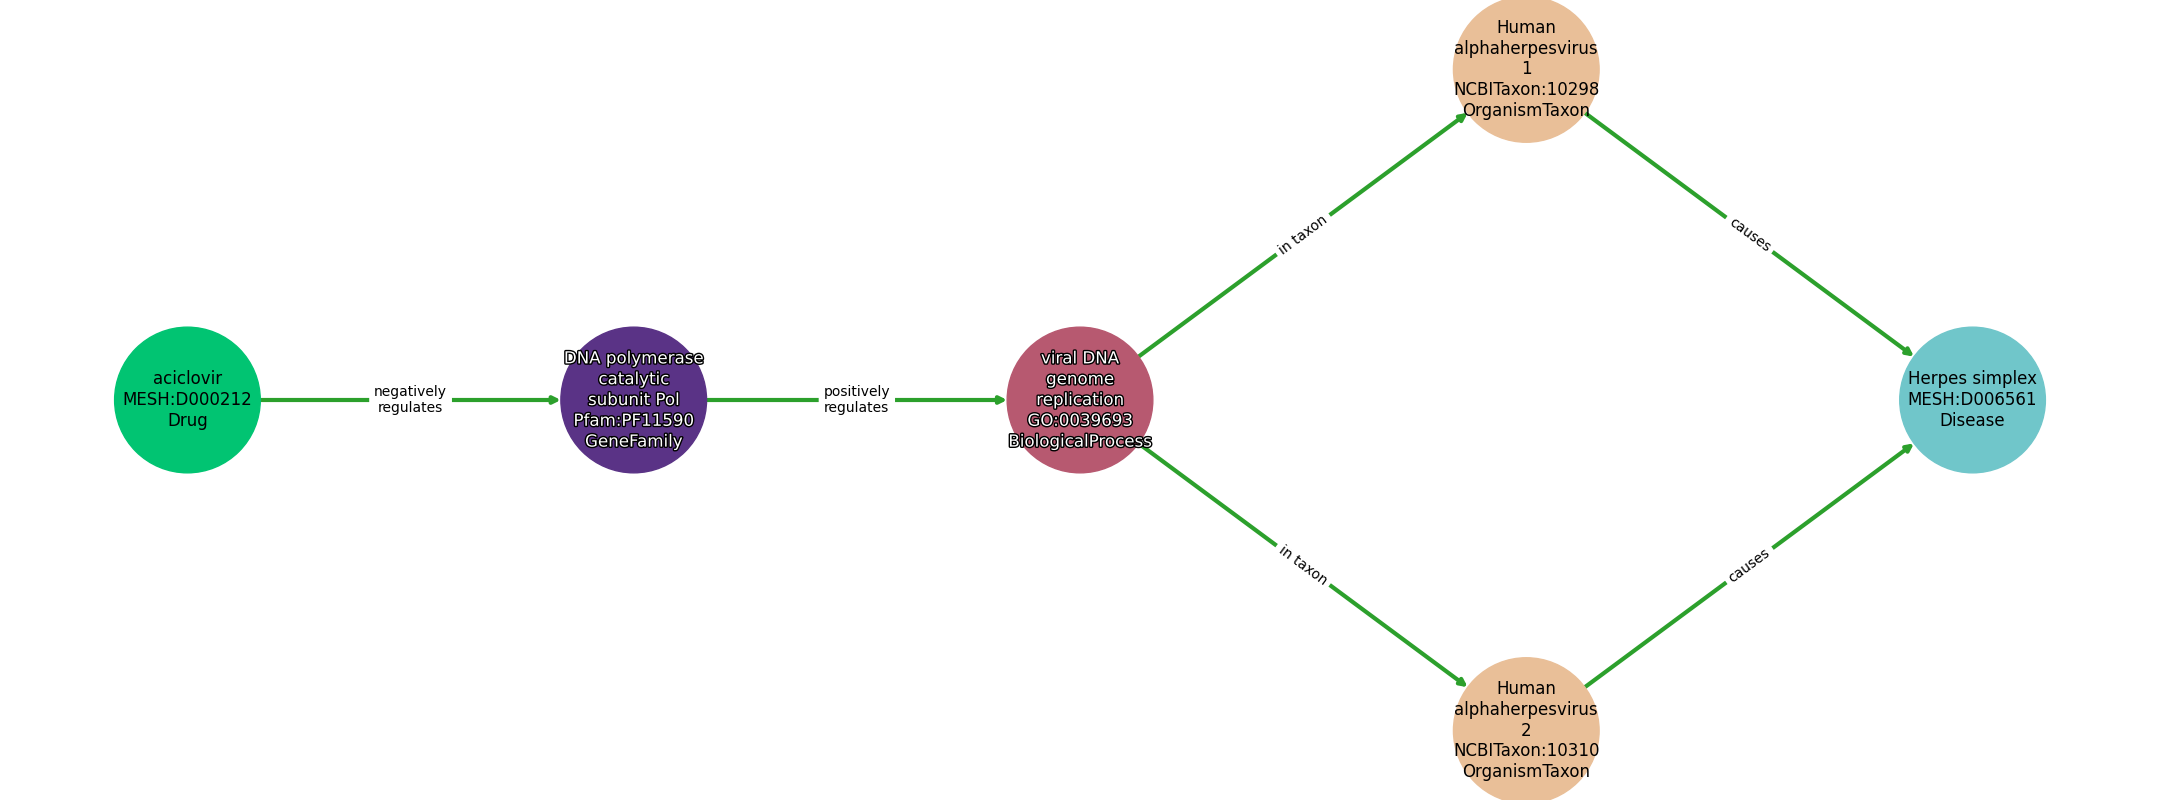 aciclovir
MESH:D000212
Drug
negatively
regulates
DNA polymerase
catalytic
subunit Pol
Pfam:PF11590
GeneFamily
positively
regulates
viral DNA
genome
replication
GO:0039693
BiologicalProcess
in taxon
in taxon
Human
alphaherpesvirus
1
NCBITaxon:10298
OrganismTaxon
Human
alphaherpesvirus
2
NCBITaxon:10310
OrganismTaxon
causes
causes
Herpes simplex
MESH:D006561
Disease